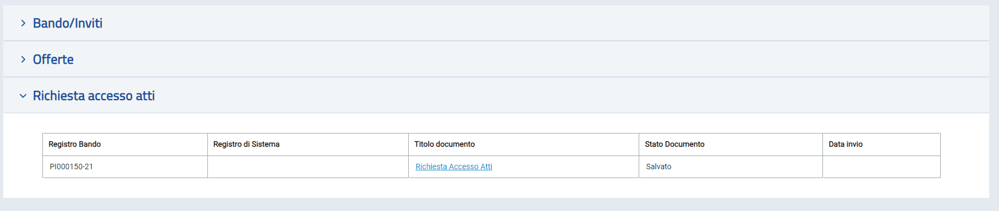 Bando/Inviti
Offerte
Richiesta accesso atti
Registro Bando Registro di Sistema Titolo documento Stato Documento Data invio
PI000150-21 Richiesta Accesso Atti Salvato